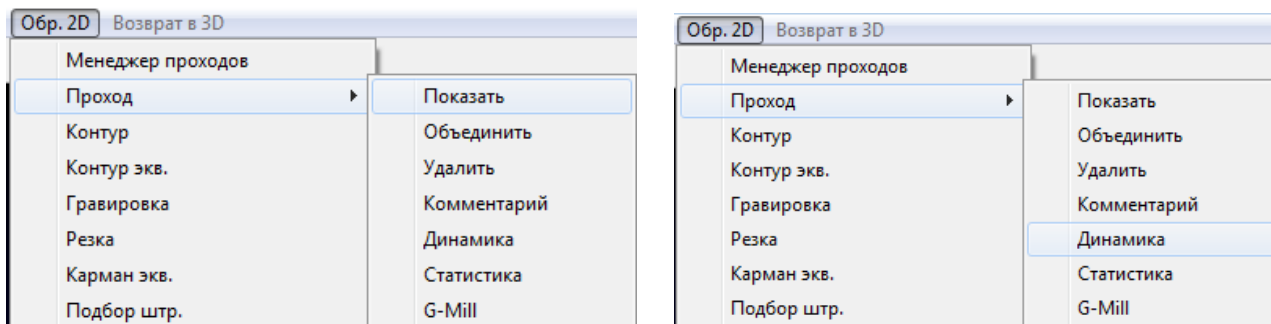 Обр. 2D Возврат в 3D
Менеджер проходов
Проход
Контур
Контур экв.
Гравировка
Резка
Карман экв.
Подбор штр.
Показать
Объединить
Удалить
Комментарий
Динамика
Статистика
G-Mill
Обр. 2D Возврат в 3D
Менеджер проходов
Проход
Контур
Контур экв.
Гравировка
Резка
Карман экв.
Подбор штр.
Показать
Объединить
Удалить
Комментарий
Динамика
Статистика
G-Mill